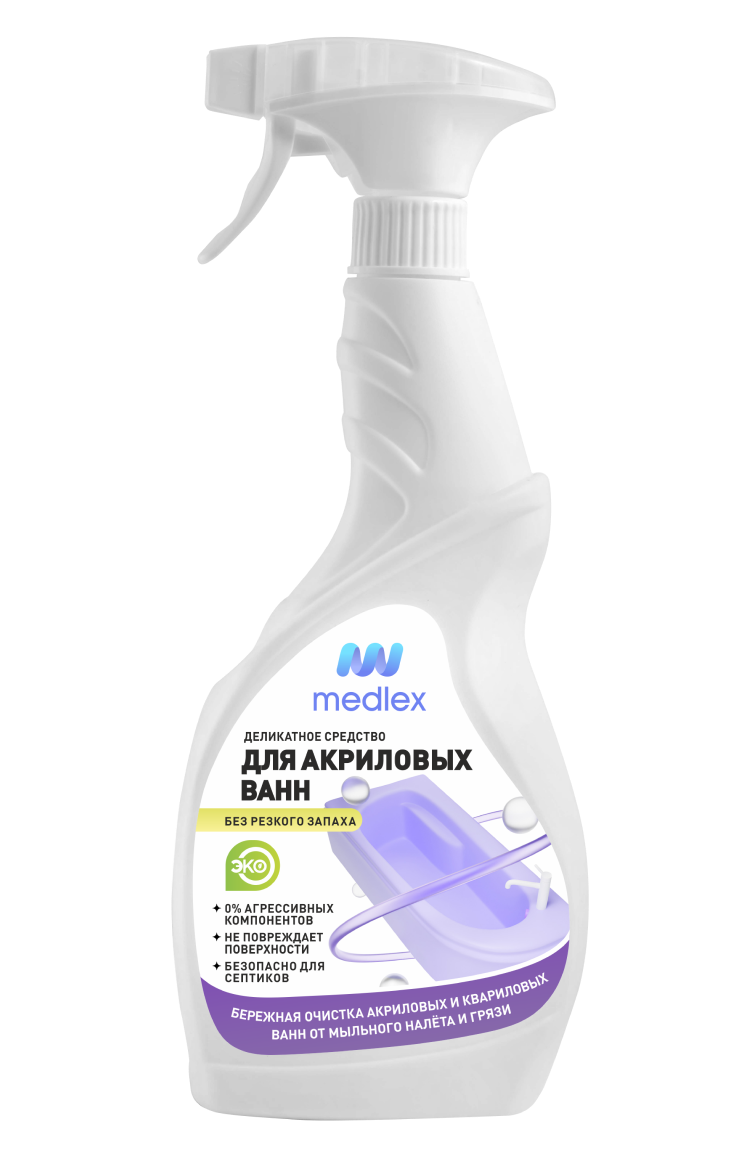 medlex
ДЕЛИКАТНОЕ СРЕДСТВО
ДЛЯ АКРИЛОВЫХ
ВАНН
БЕЗ РЕЗКОГО ЗАПАХА
ЭКО
0% АГРЕССИВНЫХ
КОМПОНЕНТОВ
НЕ ПОВРЕЖДАЕТ
ПОВЕРХНОСТИ
БЕЗОПАСНО ДЛЯ
СЕПТИКОВ
БЕРЕЖНАЯ ОЧИСТКА АКРИЛОВЫХ И КВАРИЛОВЫХ
ВАНН ОТ МЫЛЬНОГО НАЛЁТА И ГРЯЗИ